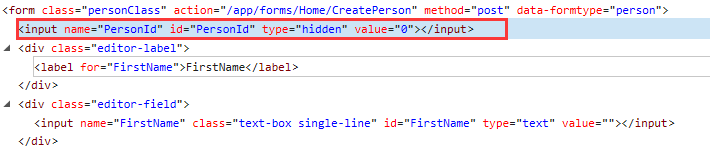 <form class="personClass" action="/app/forms/Home/CreatePerson" method="post" data-formtype="person">
<input name="PersonId" id="PersonId" type="hidden" value="0"></input>
<div class="editor-label">
<label for="FirstName">FirstName</label>
</div>
<div class="editor-field">
<input name="FirstName" class="text-box single-line" id="FirstName" type="text" value=""></input>
</div>